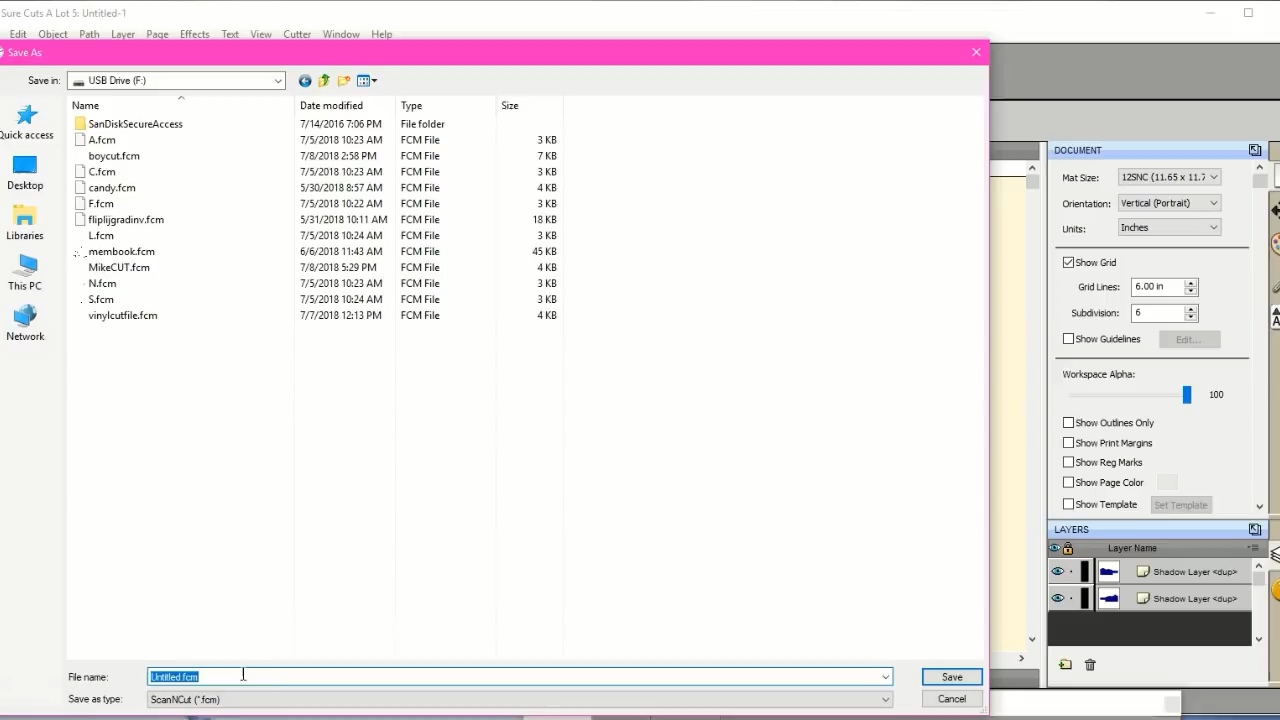 Sure Cuts A Lot 5: Untitled-1
Edit Object Path Layer Page Effects Text View Cutter Window Help
Save As
Save in: USB Drive (F:)
Name Date modified Type Size
SanDiskSecureAccess 7/14/2016 7:06 PM File folder
A.fcm 7/5/2018 10:23 AM FCM File 3 KB
boycut.fcm 7/8/2018 2:58 PM FCM File 7 KB
C.fcm 7/5/2018 10:23 AM FCM File 3 KB
candy.fcm 5/30/2018 8:57 AM FCM File 4 KB
F.fcm 7/5/2018 10:22 AM FCM File 3 KB
fliplijgradinv.fcm 5/31/2018 10:11 AM FCM File 18 KB
L.fcm 7/5/2018 10:24 AM FCM File 3 KB
membook.fcm 6/6/2018 11:43 AM FCM File 45 KB
MikeCUT.fcm 7/8/2018 5:29 PM FCM File 4 KB
N.fcm 7/5/2018 10:23 AM FCM File 3 KB
S.fcm 7/5/2018 10:24 AM FCM File 3 KB
vinylcutfile.fcm 7/7/2018 12:13 PM FCM File 4 KB
Quick access
Desktop
Libraries
This PC
Network
File name: Untitled.fcm Save
Save as type: ScanNCut (*.fcm) Cancel
DOCUMENT
Mat Size: 12SNC (11.65 x 11.7
Orientation: Vertical (Portrait)
Units: Inches
Show Grid
Grid Lines: 6.00 in
Subdivision: 6
Show Guidelines Edit...
Workspace Alpha:
100
Show Outlines Only
Show Print Margins
Show Reg Marks
Show Page Color
Show Template Set Template
LAYERS
Layer Name
Shadow Layer <dup>
Shadow Layer <dup>